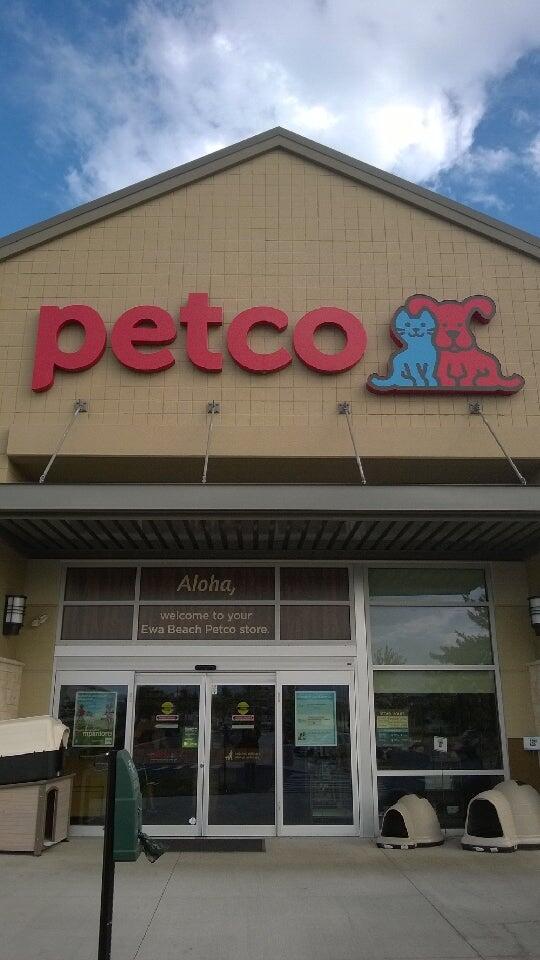 petco
Aloha,
welcome to your
Ewa Beach Petco store.